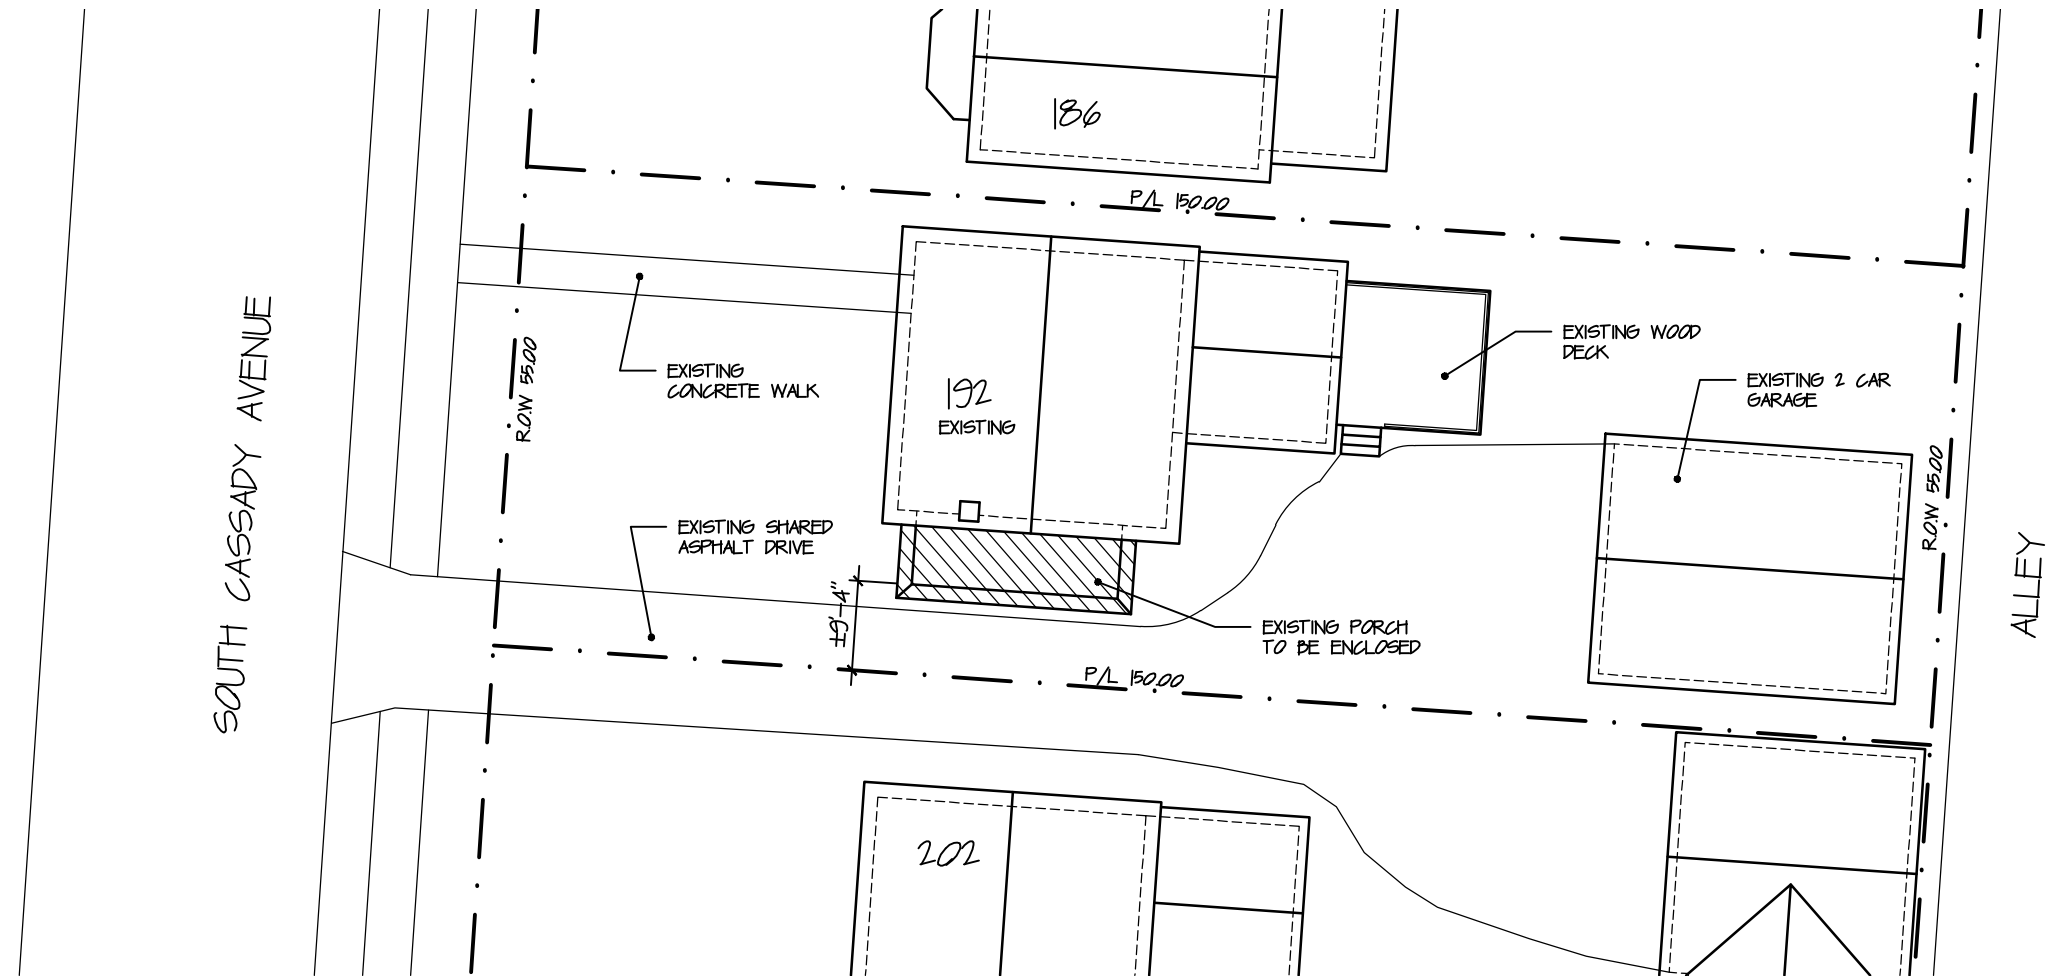 186
P/L 150.00
EXISTING WOOD
DECK
EXISTING
CONCRETE WALK
EXISTING 2 CAR
GARAGE
R.O.W 55.00
192
EXISTING
SOUTH CASSADY AVENUE
R.O.W 55.00
EXISTING SHARED
ASPHALT DRIVE
ALLEY
±9'-4"
EXISTING PORCH
TO BE ENCLOSED
P/L 150.00
202